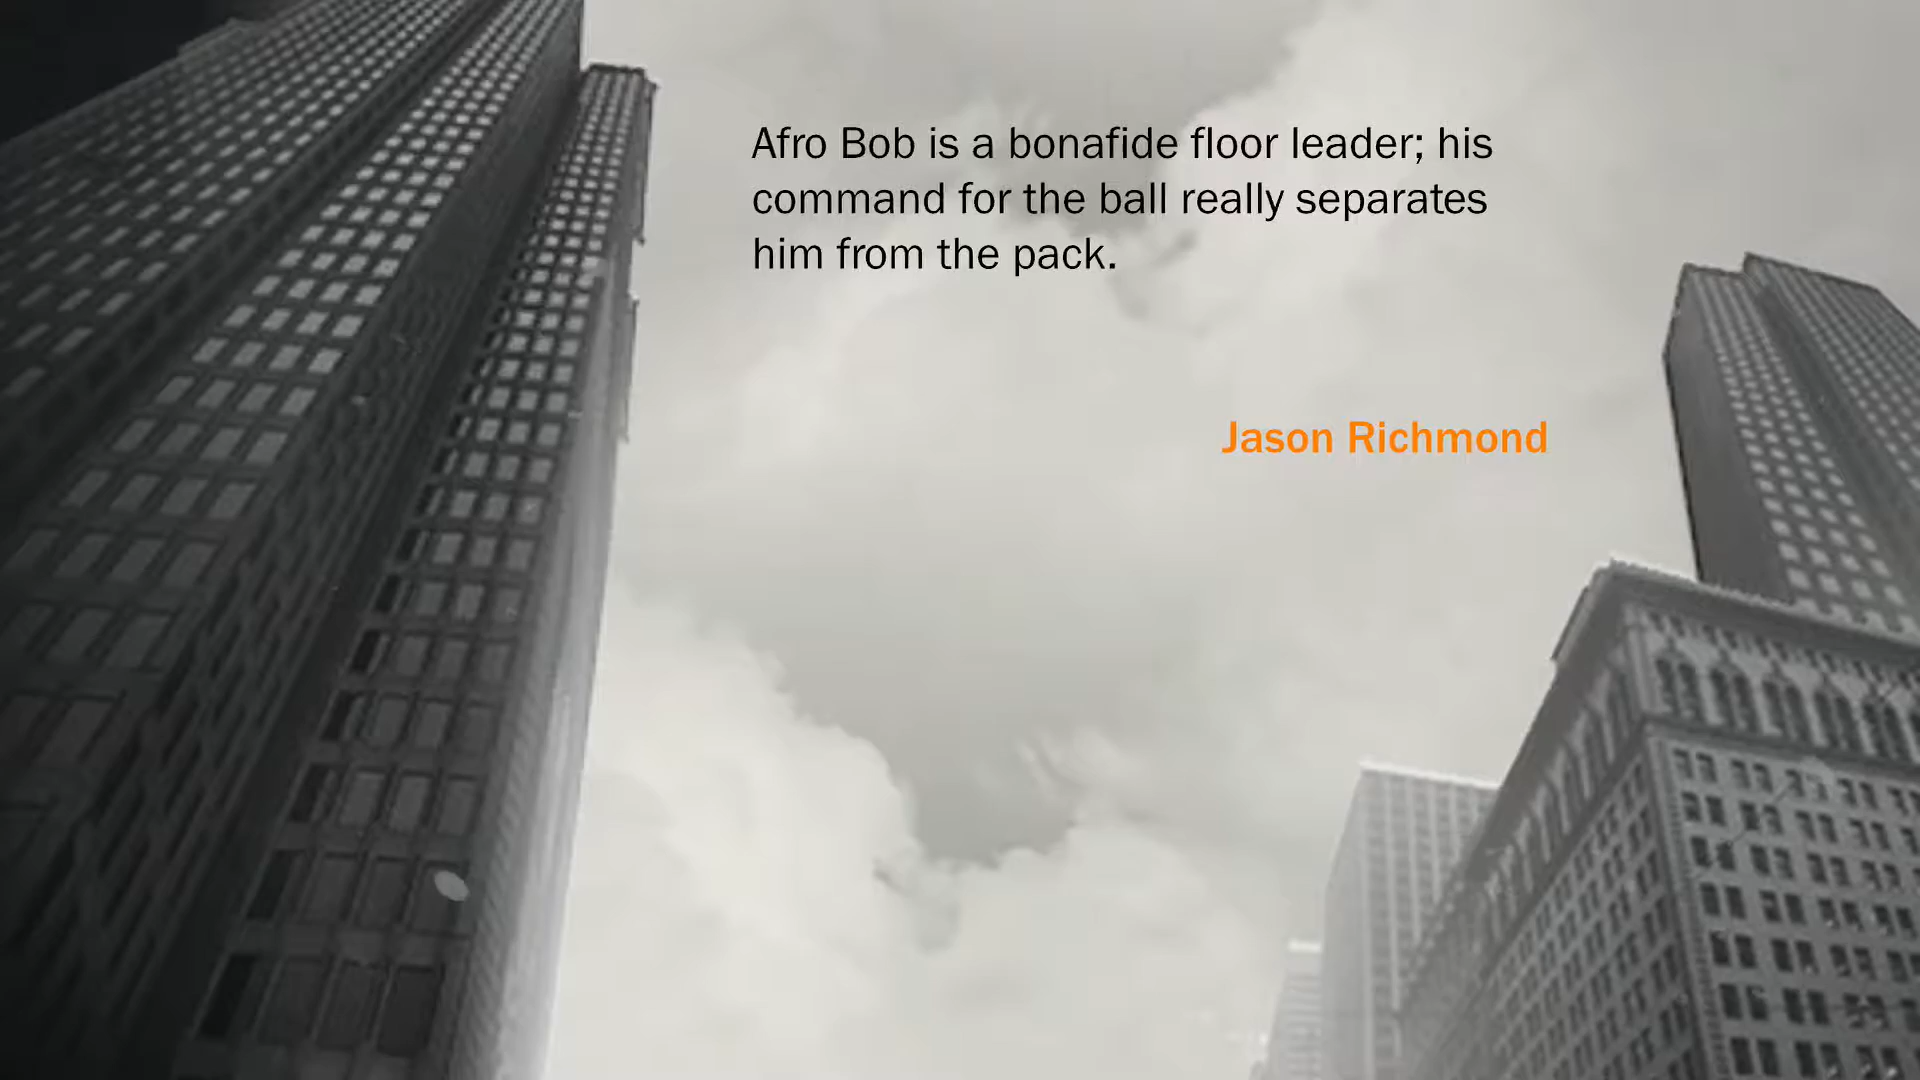 Afro Bob is a bonafide floor leader; his
command for the ball really separates
him from the pack.
Jason Richmond